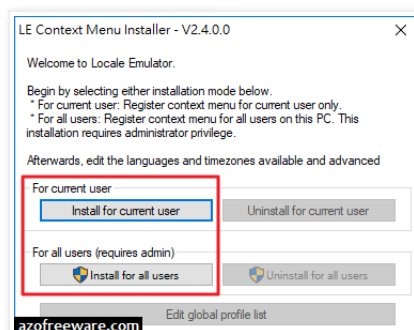 LE Context Menu Installer - V2.4.0.0
Welcome to Locale Emulator.
Begin by selecting either installation mode below.
* For current user: Register context menu for current user only.
* For all users: Register context menu for all users on this PC. This
installation requires administrator privilege.
Afterwards, edit the languages and timezones available and advanced
For current user
Install for current user Uninstall for current user
For all users (requires admin)
Install for all users Uninstall for all users
Edit global profile list
azofreeware.com